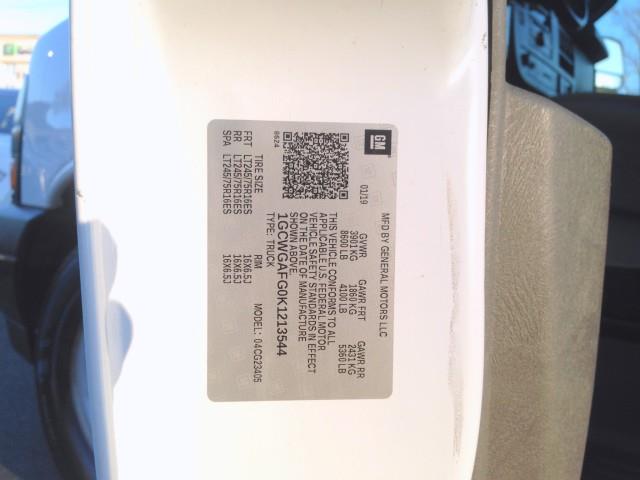 GM
MFD BY GENERAL MOTORS LLC
01/19 GVWR GAWR FRT GAWR RR
3901 KG 1860 KG 2431 KG
8600 LB 4100 LB 5360 LB
THIS VEHICLE CONFORMS TO ALL
APPLICABLE U.S. FEDERAL MOTOR
VEHICLE SAFETY STANDARDS IN EFFECT
ON THE DATE OF MANUFACTURE
SHOWN ABOVE.
1GCWGAFG0K1213544
TYPE: TRUCK MODEL: 04CG23405
8624
TIRE SIZE RIM
FRT LT245/75R16ES 16X6.5J
RR LT245/75R16ES 16X6.5J
SPA LT245/75R16ES 16X6.5J